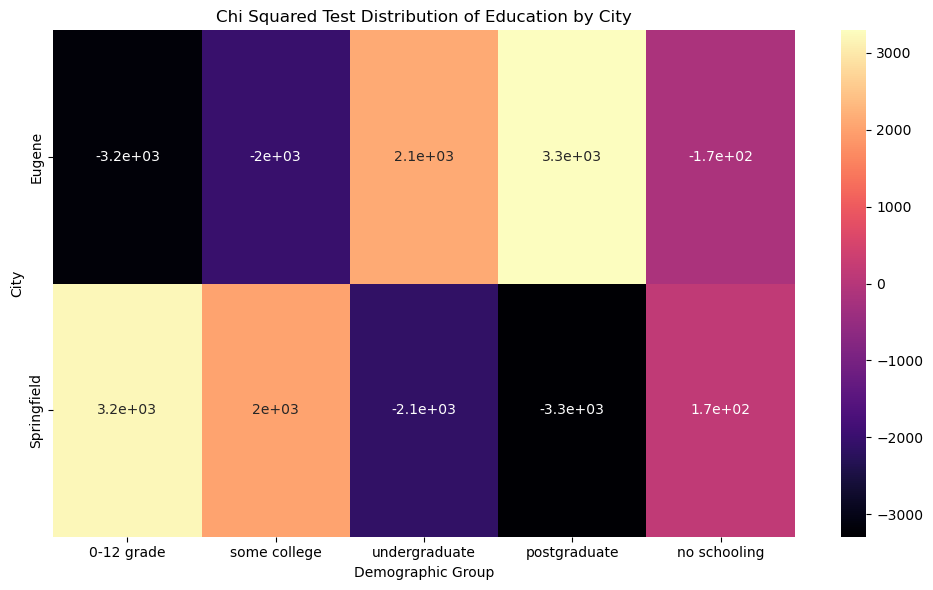 Chi Squared Test Distribution of Education by City
City
Eugene
-3.2e+03 -2e+03 2.1e+03 3.3e+03 -1.7e+02
Springfield
3.2e+03 2e+03 -2.1e+03 -3.3e+03 1.7e+02
0-12 grade some college undergraduate postgraduate no schooling
Demographic Group
3000
2000
1000
0
−1000
−2000
−3000